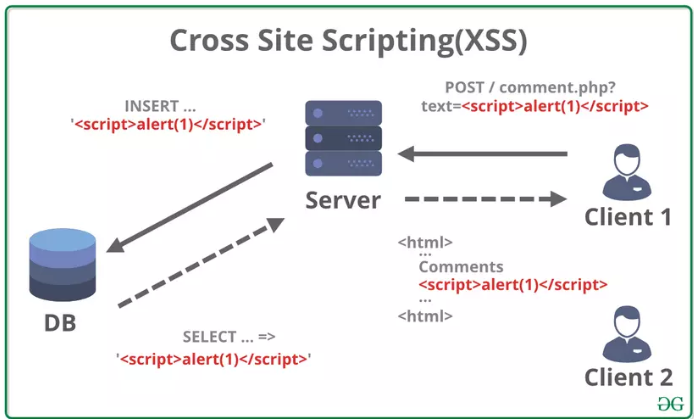 Cross Site Scripting(XSS)
POST / comment.php?
text=<script>alert(1)</script>
INSERT ...
'<script>alert(1)</script>'
Server
Client 1
<html>
...
Comments
<script>alert(1)</script>
...
<html>
DB
SELECT ... =>
'<script>alert(1)</script>'
Client 2